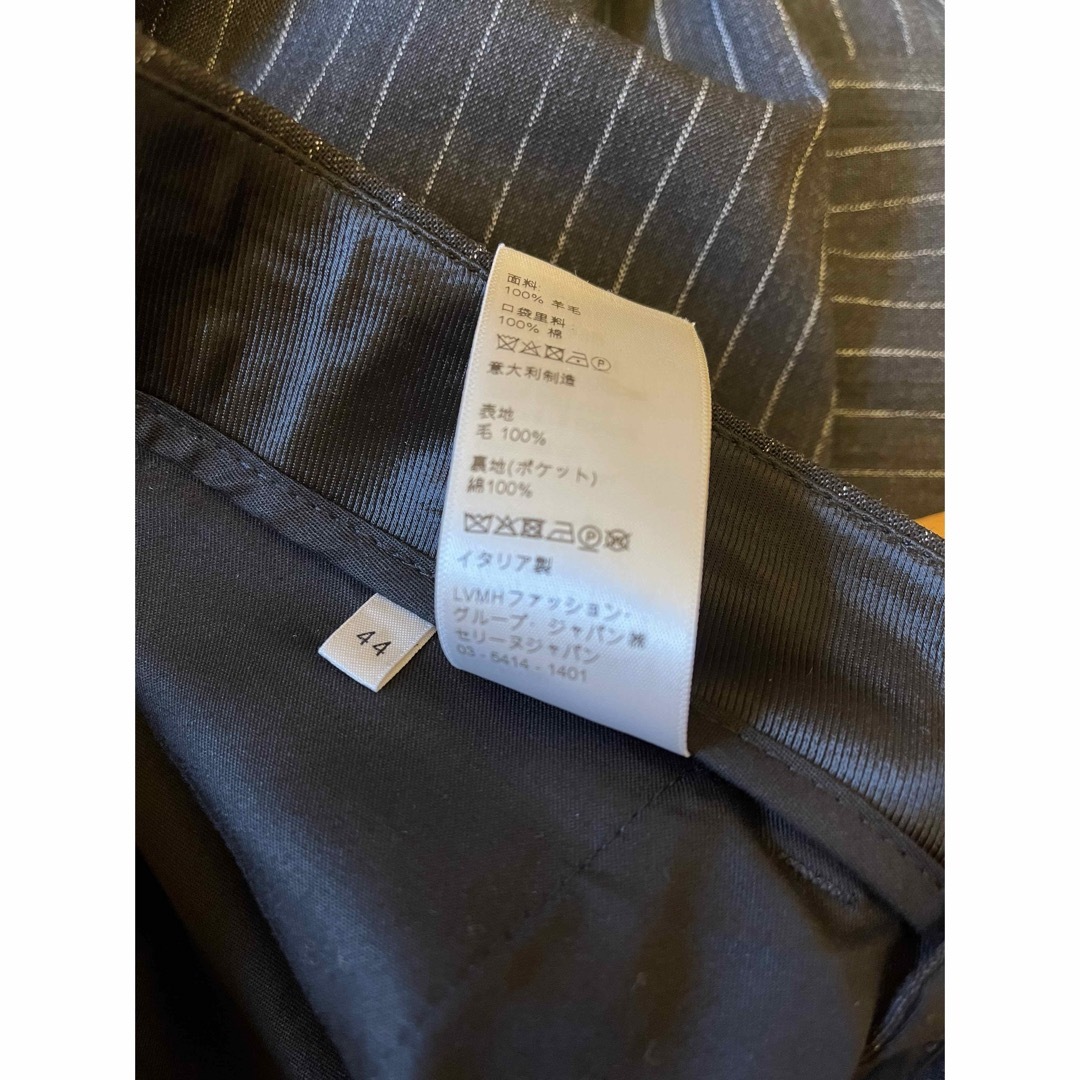 面料:
100% 羊毛
口袋里料:
100% 棉
P
意大利制造
表地
毛 100%
裏地(ポケット)
綿100%
P
イタリア製
LVMHファッション・
グループ・ジャパン㈱
セリーヌジャパン
03 - 5414 - 1401
44